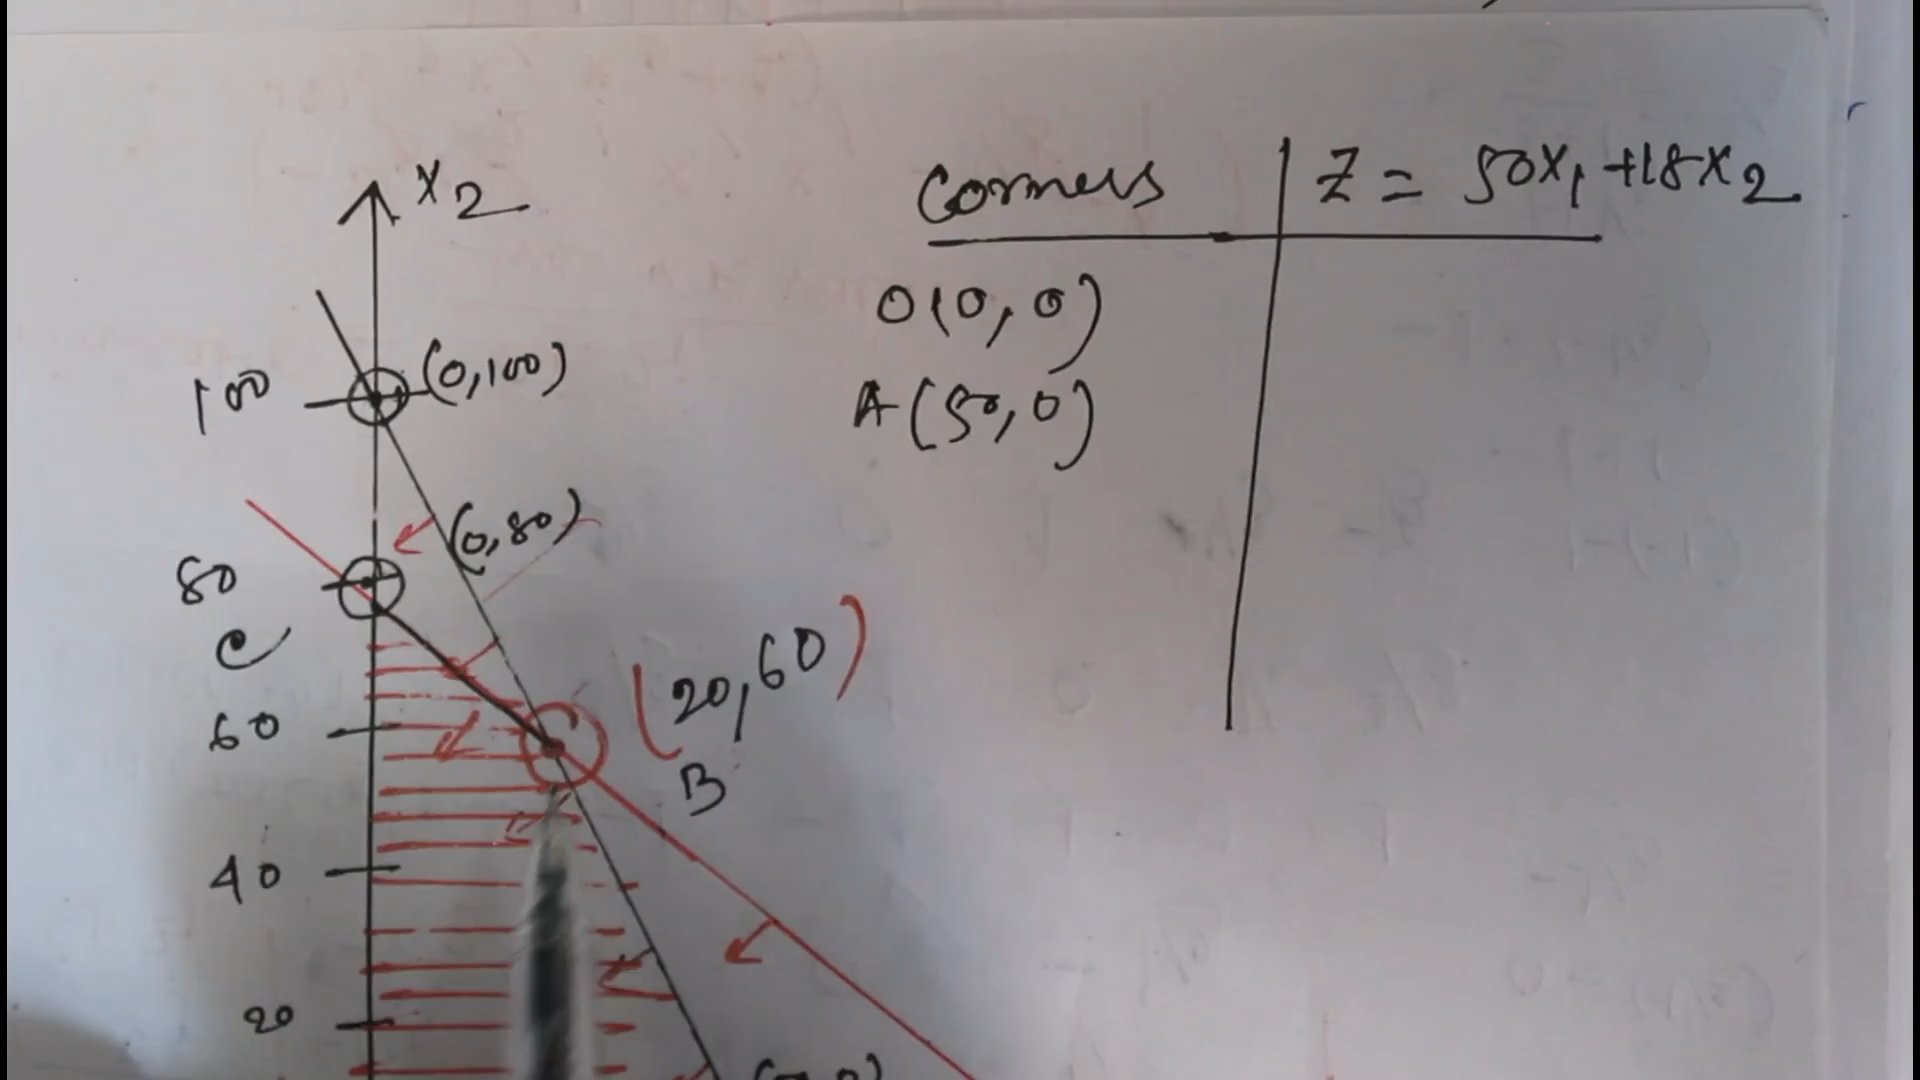 Corners Z = 50x₁ + 18x₂
O(0, 0)
A(50, 0)
x₂
100 (0,100)
80 (0,80)
C
60 (20,60)
B
40
20